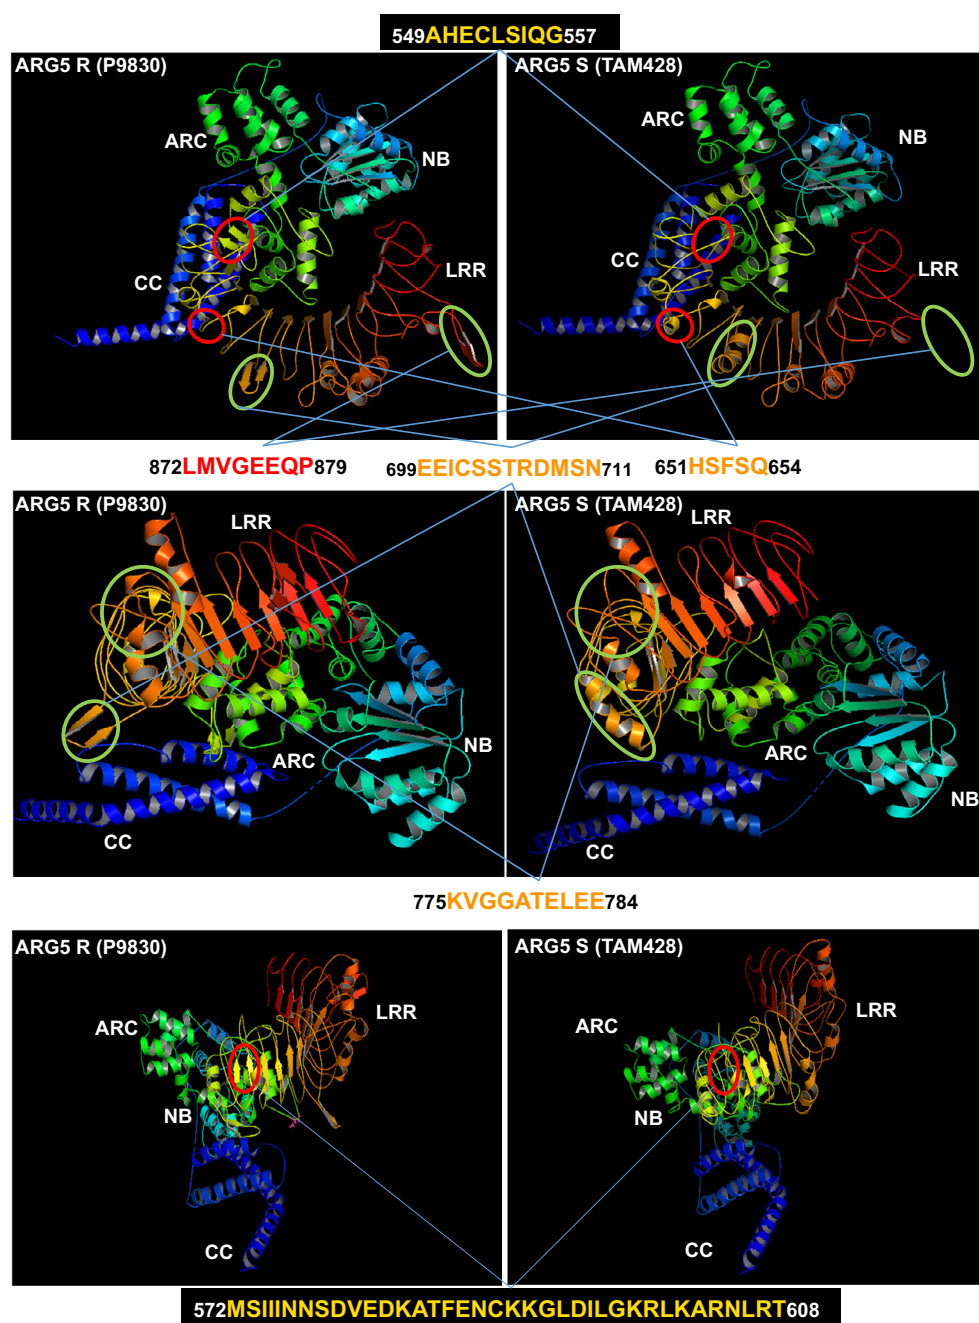 549AHECLSIQG557
ARG5 R (P9830)
ARG5 S (TAM428)
ARC
NB
CC
LRR
ARC
NB
CC
LRR
872LMVGEEQP879
699EEICSSTRDMSN711
651HSFSQ654
ARG5 R (P9830)
ARG5 S (TAM428)
LRR
ARC
NB
CC
LRR
ARC
NB
CC
775KVGGATELEE784
ARG5 R (P9830)
ARG5 S (TAM428)
LRR
ARC
NB
CC
LRR
ARC
NB
CC
572MSIIINNSDVEDKATFENCKKGLDILGKRLKARNLRT608